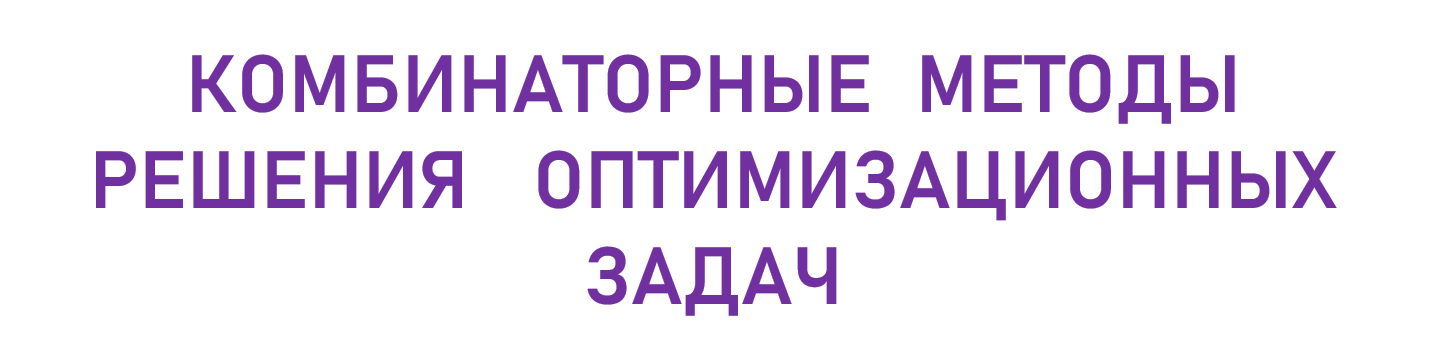 КОМБИНАТОРНЫЕ МЕТОДЫ
РЕШЕНИЯ ОПТИМИЗАЦИОННЫХ
ЗАДАЧ